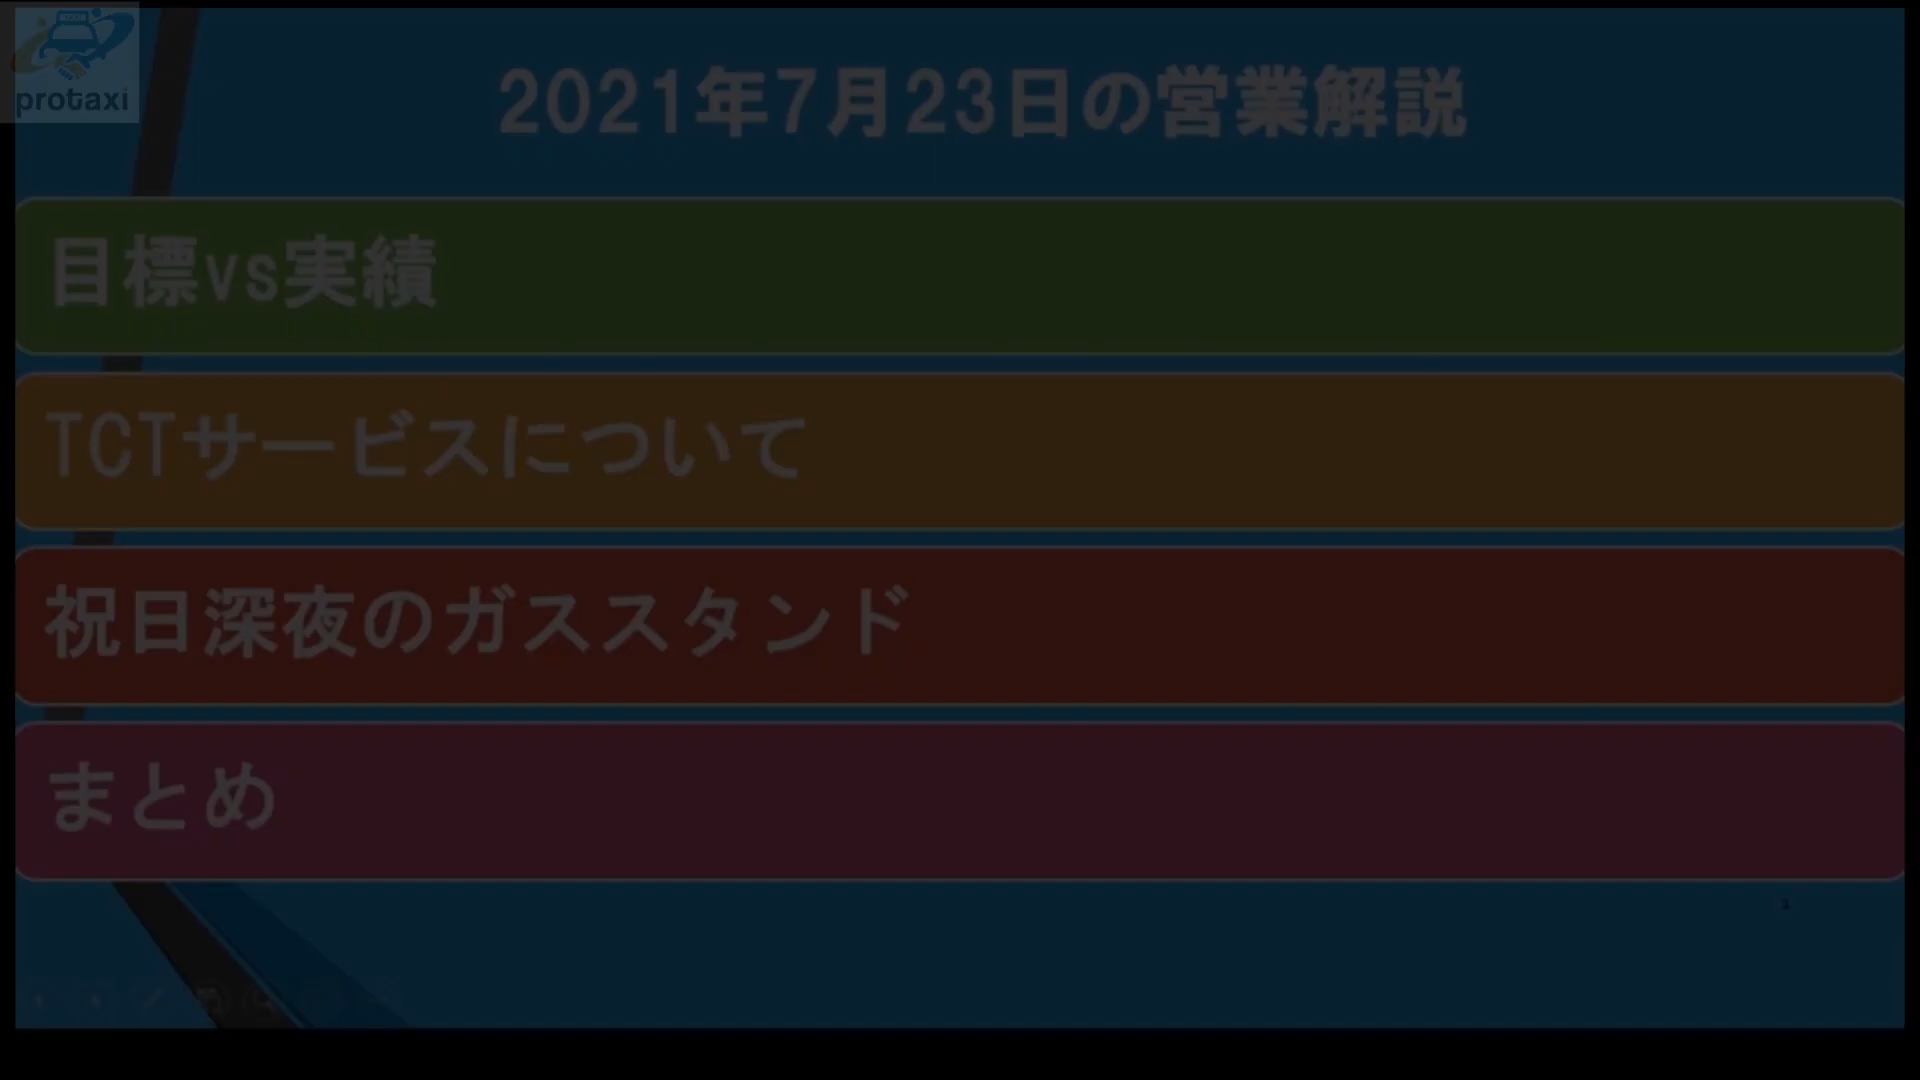 protaxi
2021年7月23日の営業解説
目標vs実績
TCTサービスについて
祝日深夜のガススタンド
まとめ